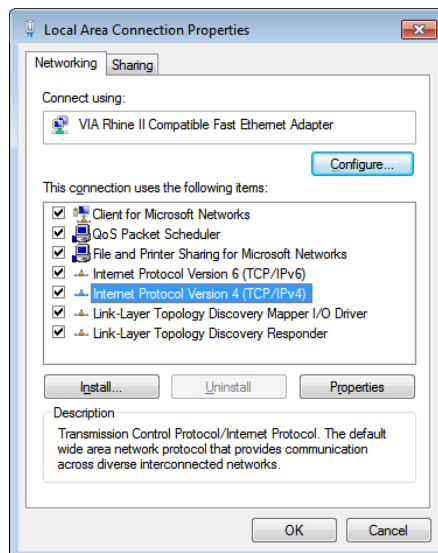 Local Area Connection Properties
Networking
Sharing
Connect using:
VIA Rhine II Compatible Fast Ethernet Adapter
Configure...
This connection uses the following items:
Client for Microsoft Networks
QoS Packet Scheduler
File and Printer Sharing for Microsoft Networks
Internet Protocol Version 6 (TCP/IPv6)
Internet Protocol Version 4 (TCP/IPv4)
Link-Layer Topology Discovery Mapper I/O Driver
Link-Layer Topology Discovery Responder
Install...
Uninstall
Properties
Description
Transmission Control Protocol/Internet Protocol. The default
wide area network protocol that provides communication
across diverse interconnected networks.
OK
Cancel